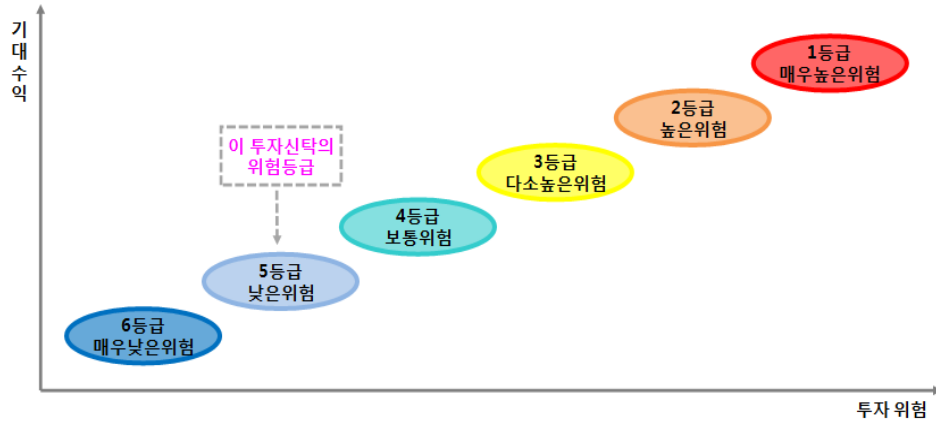 기
대
수
익
1등급
매우높은위험
2등급
높은위험
이 투자신탁의
위험등급
3등급
다소높은위험
4등급
보통위험
5등급
낮은위험
6등급
매우낮은위험
투자 위험